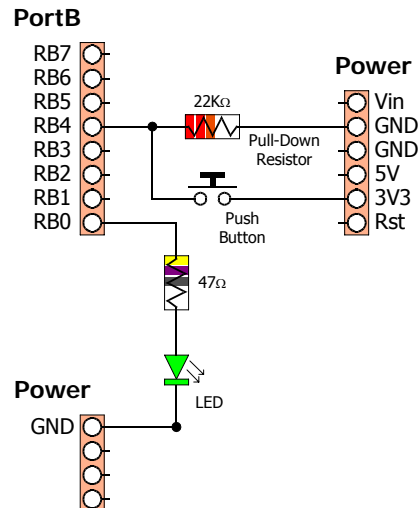 PortB
RB7
RB6
RB5
RB4
RB3
RB2
RB1
RB0
22KΩ
Pull-Down
Resistor
Push
Button
Power
Vin
GND
GND
5V
3V3
Rst
47Ω
LED
Power
GND